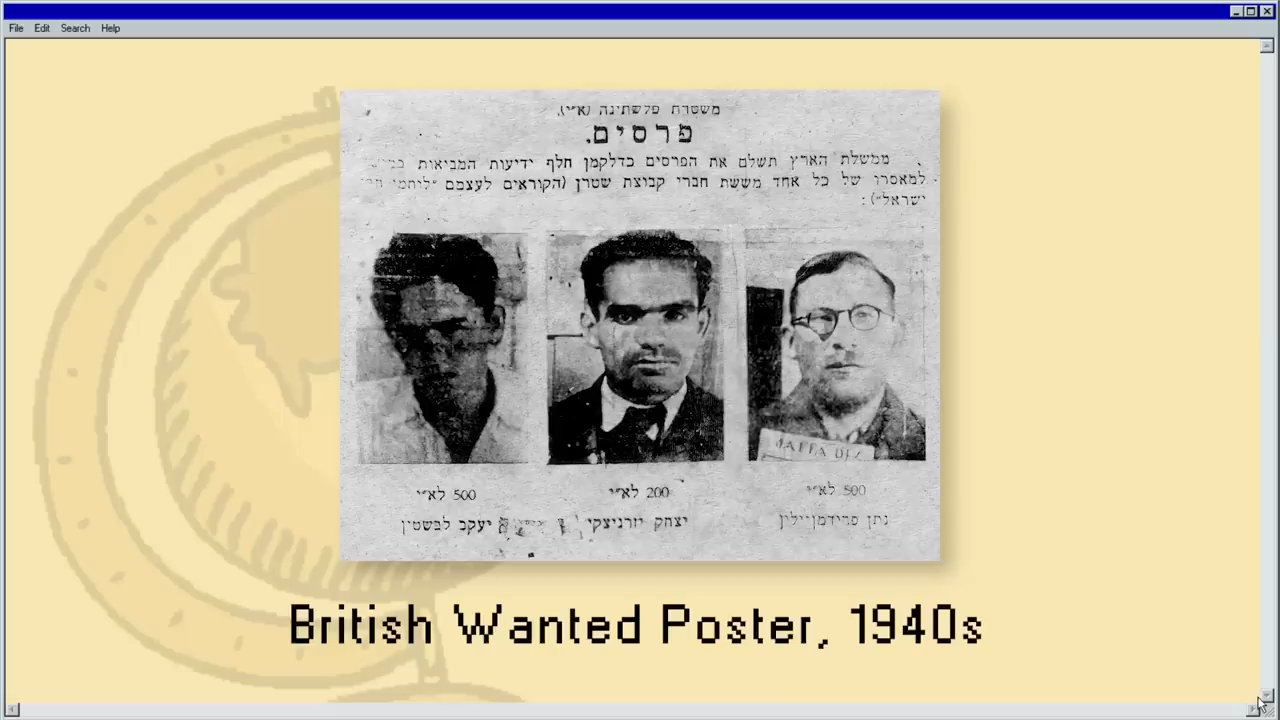 File Edit Search Help
משטרת פלשתינה (א"י).
פרסים.
ממשלת הארץ תשלם את הפרסים כדלקמן חלף ידיעות המביאות
למאסרו של כל אחד מששת חברי קבוצת שטרן (הקוראים לעצמם "לוחמי
ישראל"):
JAFFA
500 לא"י 200 לא"י 500 לא"י
נתן פרידמן־ילין יצחק יזרניצקי יעקב לבשטין
British Wanted Poster, 1940s